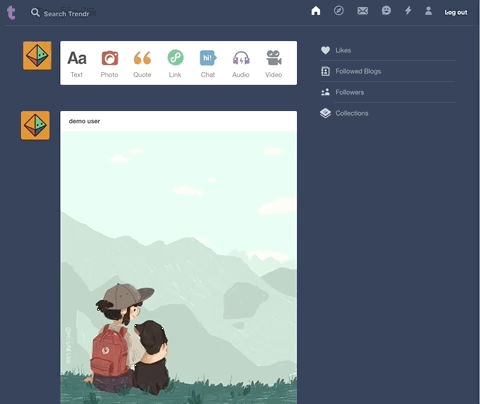 t
Search Trendr
Log out
Aa
hi!
Text Photo Quote Link Chat Audio Video
Likes
Followed Blogs
Followers
Collections
demo user